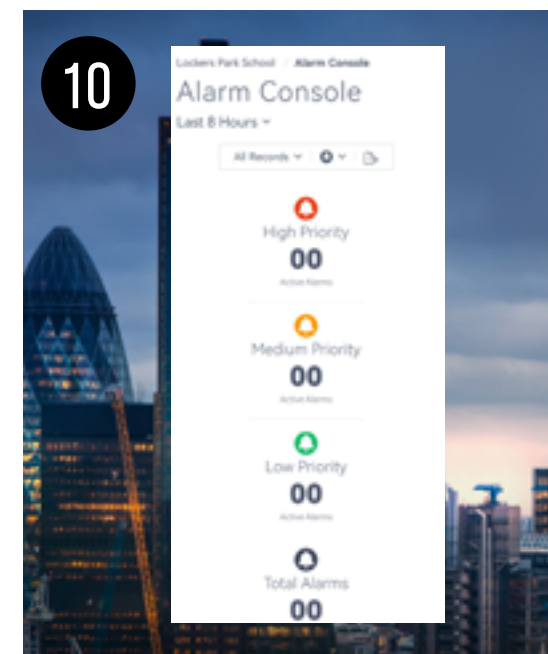 10
Lockers Park School / Alarm Console
Alarm Console
Last 8 Hours
All Records
High Priority
00
Active Alarms
Medium Priority
00
Active Alarms
Low Priority
00
Active Alarms
Total Alarms
00